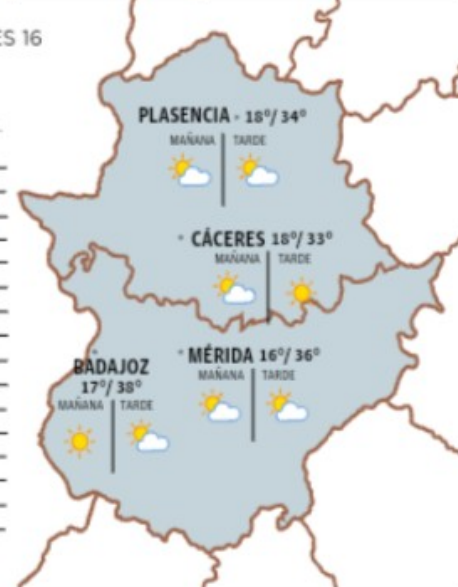 ES 16
PLASENCIA 18º/34º
MAÑANA TARDE
CÁCERES 18º/33º
MAÑANA TARDE
MÉRIDA 16º/36º
MAÑANA TARDE
BADAJOZ
17º/38º
MAÑANA TARDE